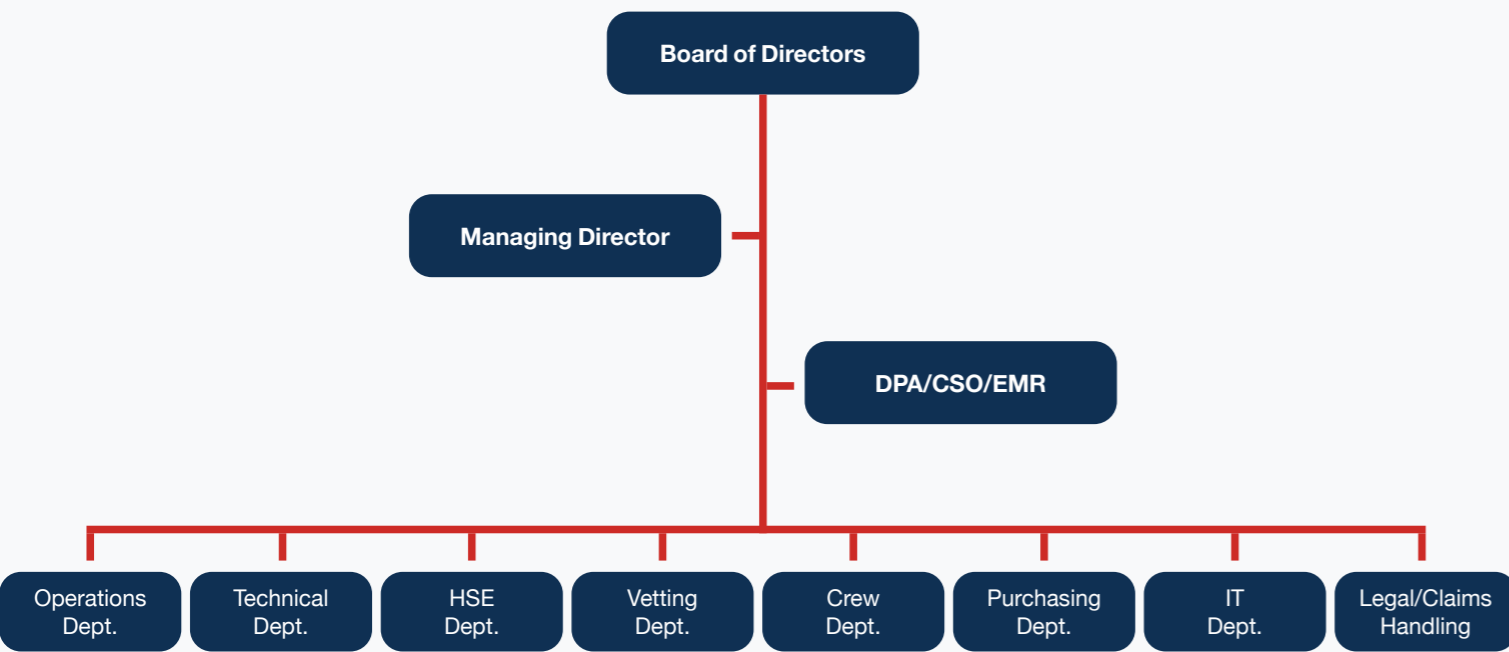 Board of Directors
Managing Director
DPA/CSO/EMR
Operations
Dept.
Technical
Dept.
HSE
Dept.
Vetting
Dept.
Crew
Dept.
Purchasing
Dept.
IT
Dept.
Legal/Claims
Handling